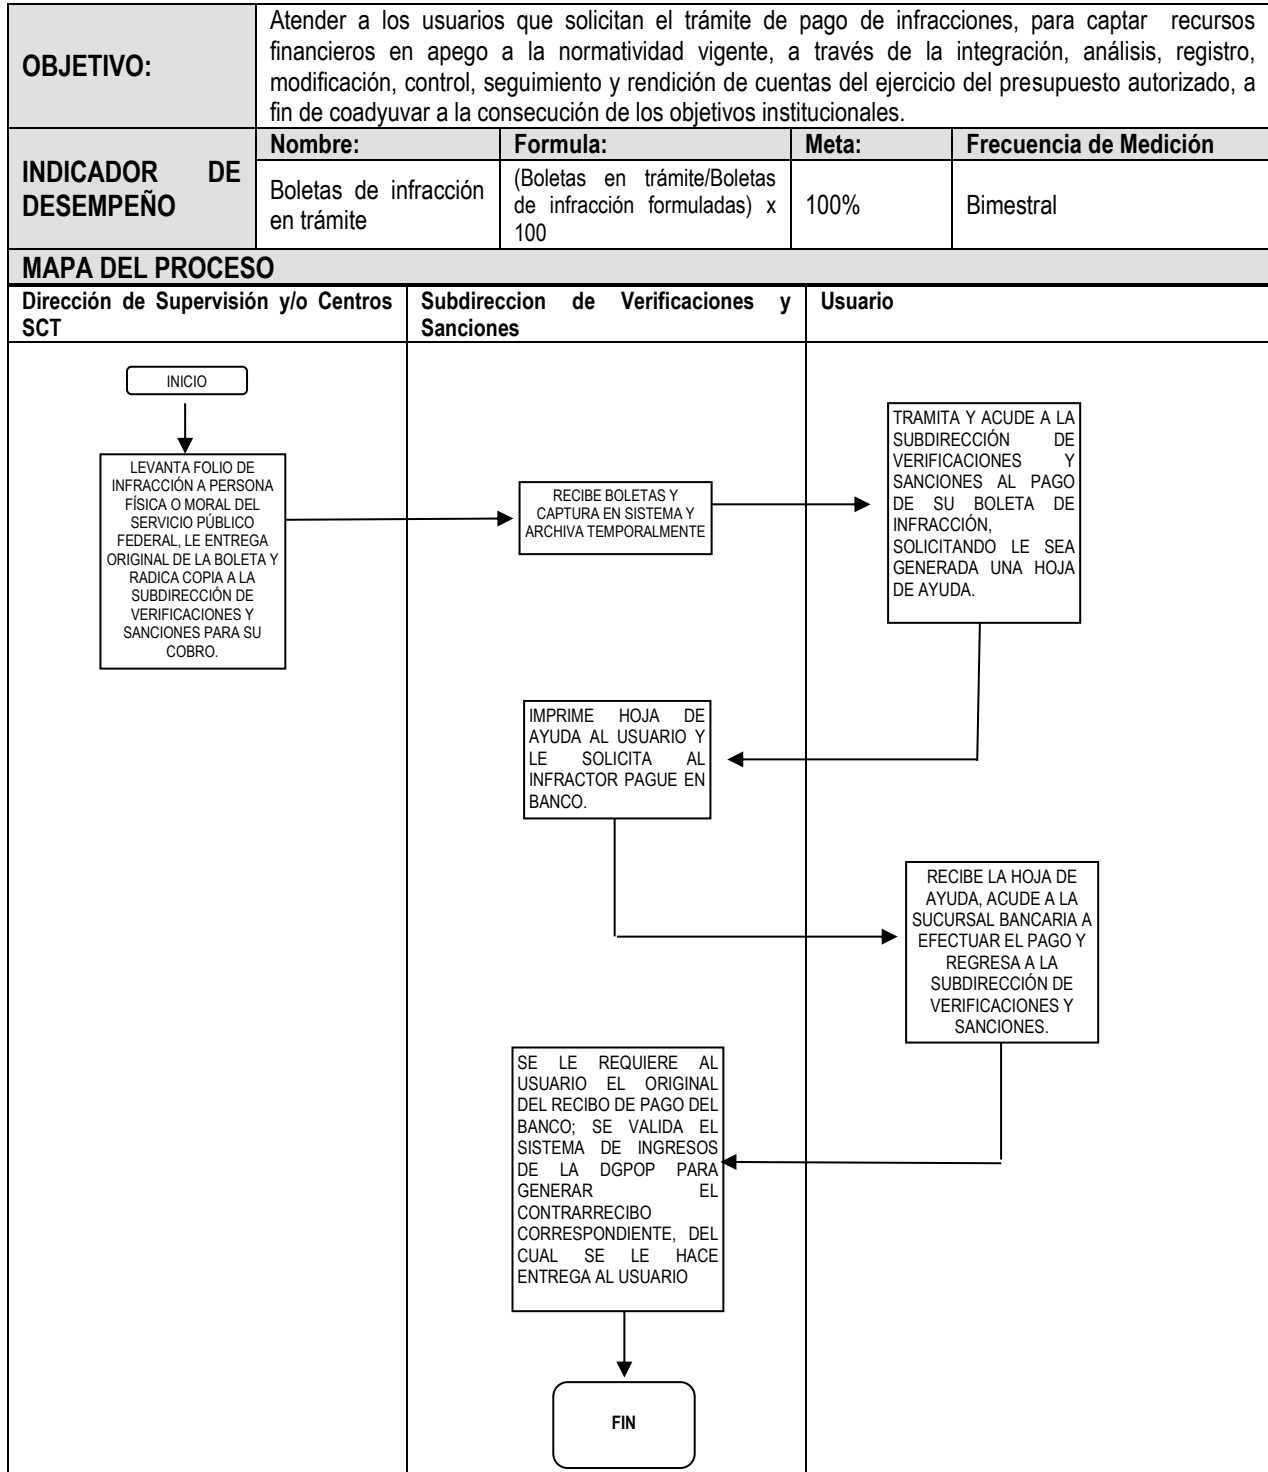 OBJETIVO:
Atender a los usuarios que solicitan el trámite de pago de infracciones, para captar recursos
financieros en apego a la normatividad vigente, a través de la integración, análisis, registro,
modificación, control, seguimiento y rendición de cuentas del ejercicio del presupuesto autorizado, a
fin de coadyuvar a la consecución de los objetivos institucionales.
INDICADOR DE
DESEMPEÑO
Nombre:
Formula:
Meta:
Frecuencia de Medición
Boletas de infracción
en trámite
(Boletas en trámite/Boletas
de infracción formuladas) x
100
100%
Bimestral
MAPA DEL PROCESO
Dirección de Supervisión y/o Centros
SCT
Subdireccion de Verificaciones y
Sanciones
Usuario
INICIO
LEVANTA FOLIO DE
INFRACCIÓN A PERSONA
FÍSICA O MORAL DEL
SERVICIO PÚBLICO
FEDERAL, LE ENTREGA
ORIGINAL DE LA BOLETA Y
RADICA COPIA A LA
SUBDIRECCIÓN DE
VERIFICACIONES Y
SANCIONES PARA SU
COBRO.
RECIBE BOLETAS Y
CAPTURA EN SISTEMA Y
ARCHIVA TEMPORALMENTE
TRAMITA Y ACUDE A LA
SUBDIRECCIÓN DE
VERIFICACIONES Y
SANCIONES AL PAGO
DE SU BOLETA DE
INFRACCIÓN,
SOLICITANDO LE SEA
GENERADA UNA HOJA
DE AYUDA.
IMPRIME HOJA DE
AYUDA AL USUARIO Y
LE SOLICITA AL
INFRACTOR PAGUE EN
BANCO.
RECIBE LA HOJA DE
AYUDA, ACUDE A LA
SUCURSAL BANCARIA A
EFECTUAR EL PAGO Y
REGRESA A LA
SUBDIRECCIÓN DE
VERIFICACIONES Y
SANCIONES.
SE LE REQUIERE AL
USUARIO EL ORIGINAL
DEL RECIBO DE PAGO DEL
BANCO; SE VALIDA EL
SISTEMA DE INGRESOS
DE LA DGPOP PARA
GENERAR EL
CONTRARRECIBO
CORRESPONDIENTE, DEL
CUAL SE LE HACE
ENTREGA AL USUARIO
FIN